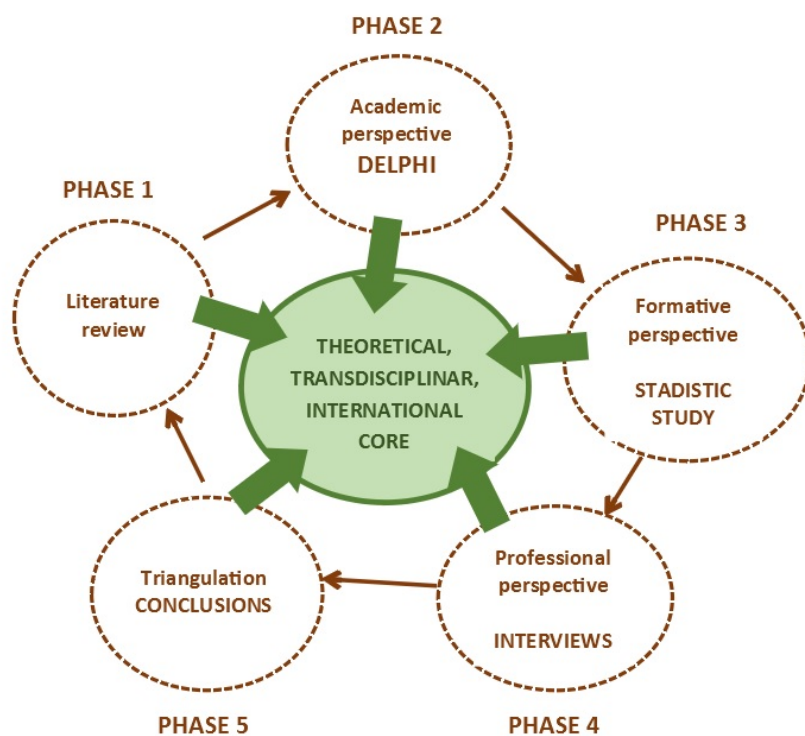 PHASE 2
Academic
perspective
DELPHI
PHASE 1
Literature
review
PHASE 3
Formative
perspective
STADISTIC
STUDY
THEORETICAL,
TRANSDISCIPLINAR,
INTERNATIONAL
CORE
Professional
perspective
INTERVIEWS
PHASE 4
Triangulation
CONCLUSIONS
PHASE 5